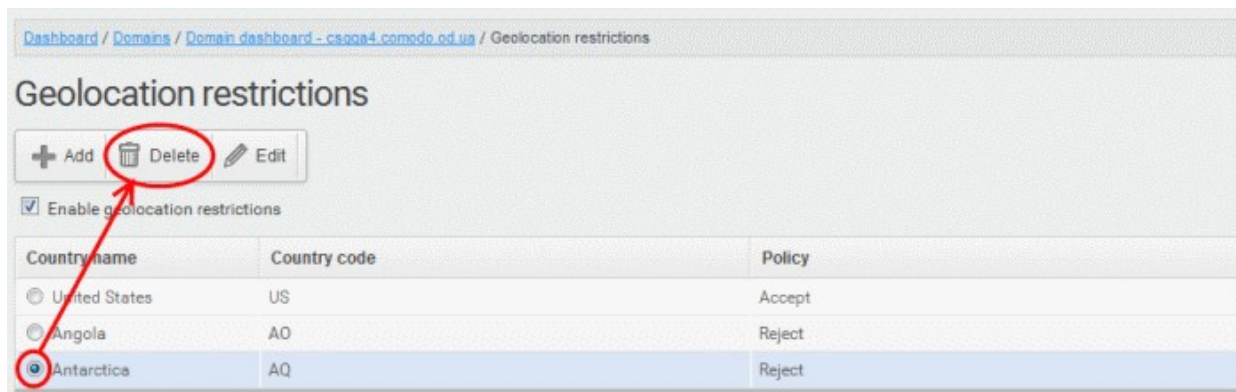 Dashboard / Domains / Domain dashboard - csqqa4.comodo.od.ua / Geolocation restrictions
Geolocation restrictions
Add Delete Edit
Enable geolocation restrictions
Country name Country code Policy
United States US Accept
Angola AO Reject
Antarctica AQ Reject